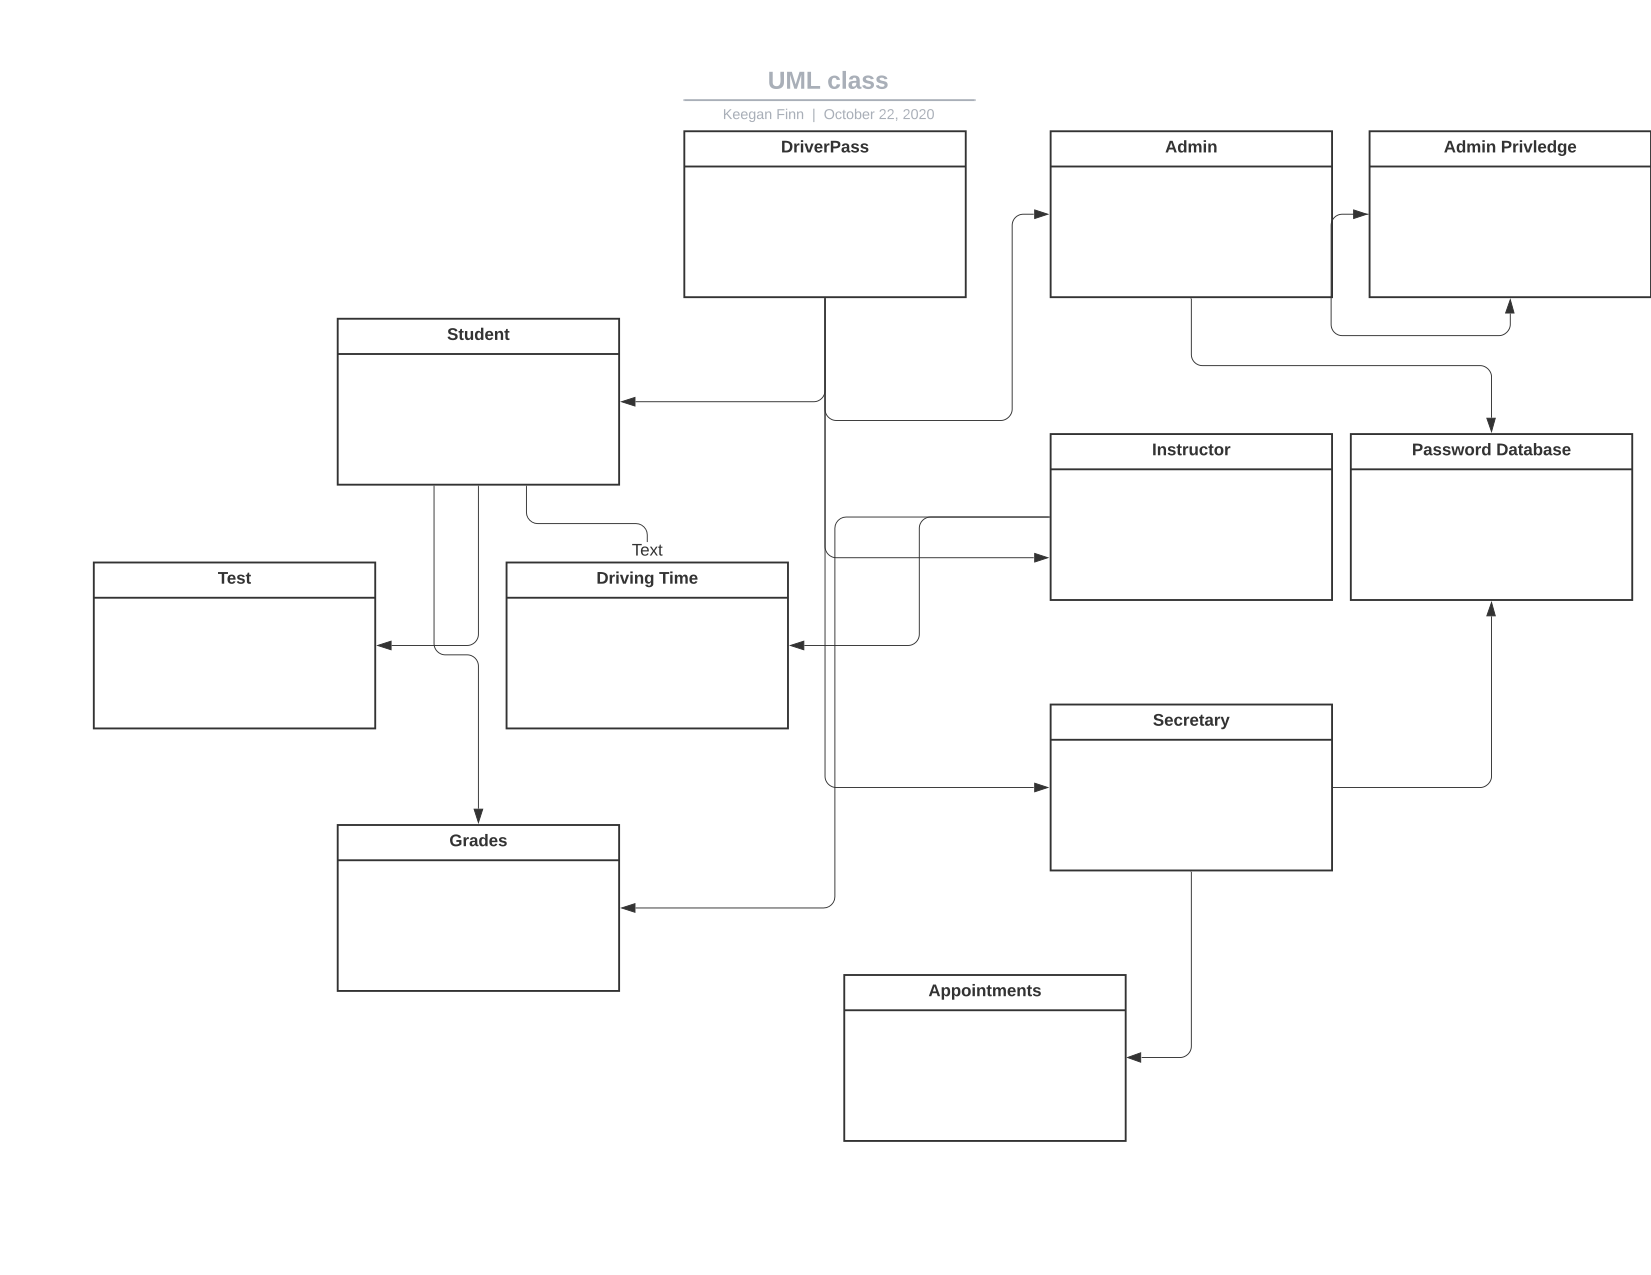 UML class
Keegan Finn | October 22, 2020
DriverPass
Admin
Admin Privledge
Student
Instructor
Password Database
Text
Test
Driving Time
Secretary
Grades
Appointments